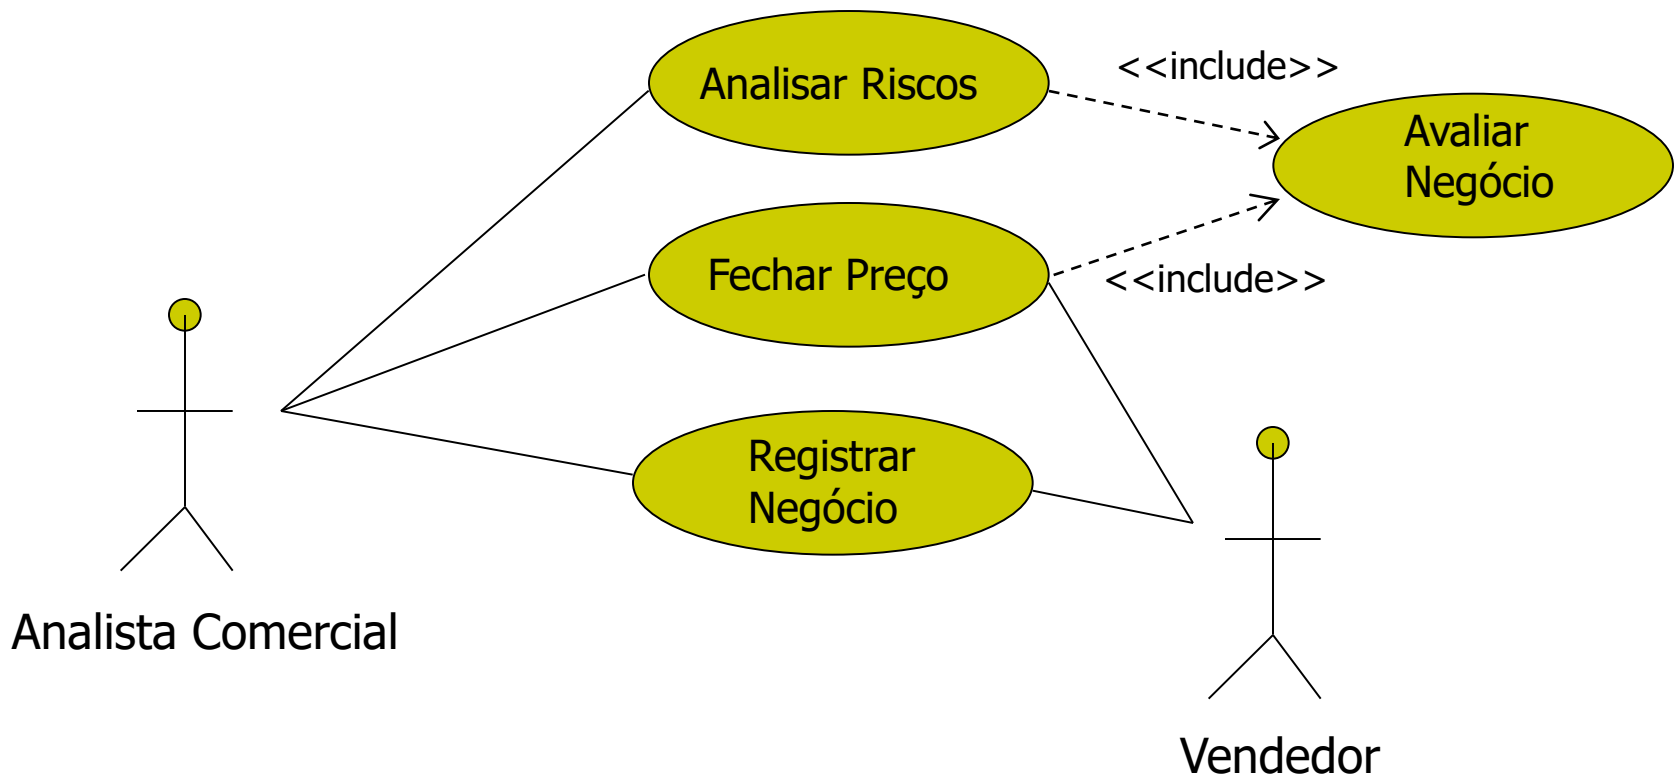 Analisar Riscos
<<include>>
Avaliar
Negócio
Fechar Preço
<<include>>
Registrar
Negócio
Analista Comercial
Vendedor